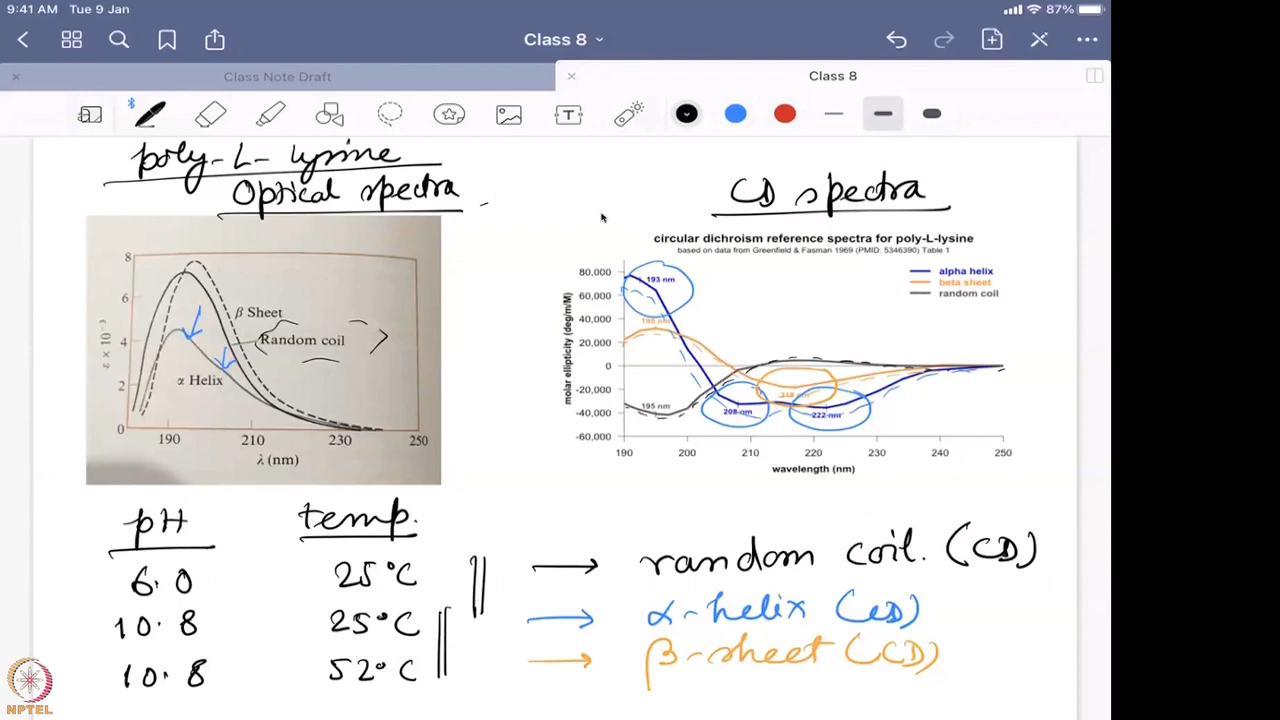 9:41 AM Tue 9 Jan
87%
Class 8
Class Note Draft
Class 8
poly-L-lysine
Optical spectra
CD spectra
8
6
4
2
0
ε × 10⁻³
β Sheet
Random coil
α Helix
190 210 230 250
λ (nm)
circular dichroism reference spectra for poly-L-lysine
based on data from Greenfield & Fasman 1969 (PMID: 5346390) Table 1
alpha helix
beta sheet
random coil
molar ellipticity (deg/m/M)
80,000
60,000
40,000
20,000
0
-20,000
-40,000
-60,000
193 nm
195 nm
195 nm
208 nm
218 nm
222 nm
190 200 210 220 230 240 250
wavelength (nm)
pH temp.
6.0 25°C → random coil. (CD)
10.8 25°C → α-helix (CD)
10.8 52°C → β-sheet (CD)
NPTEL